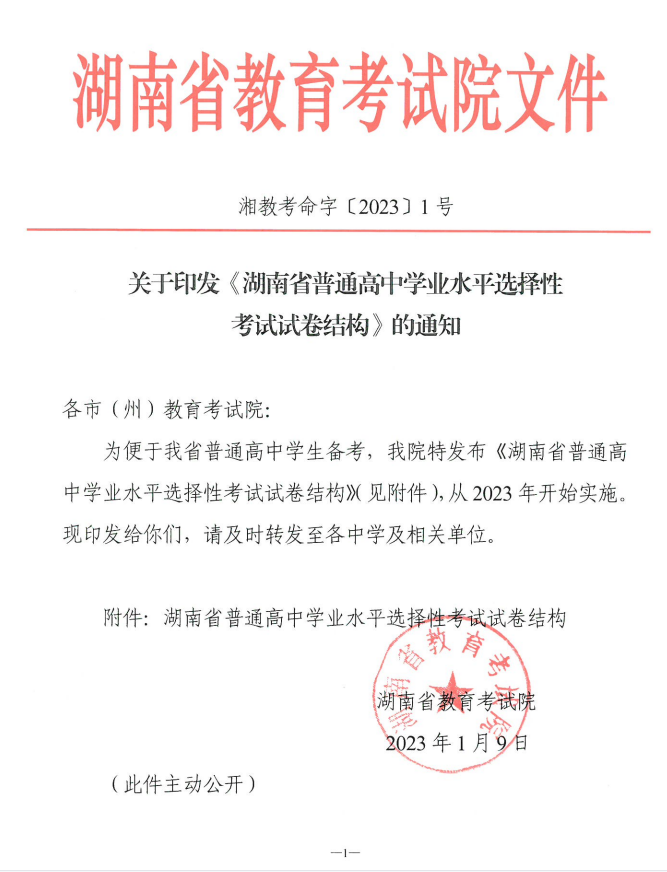 湖南省教育考试院文件
湘教考命字〔2023〕1 号
关于印发《湖南省普通高中学业水平选择性
考试试卷结构》的通知
各市（州）教育考试院：
为便于我省普通高中学生备考，我院特发布《湖南省普通高
中学业水平选择性考试试卷结构》（见附件），从 2023 年开始实施。
现印发给你们，请及时转发至各中学及相关单位。
附件：湖南省普通高中学业水平选择性考试试卷结构
湖南省教育考试院
湖南省教育考试院
2023 年 1 月 9 日
（此件主动公开）
—1—